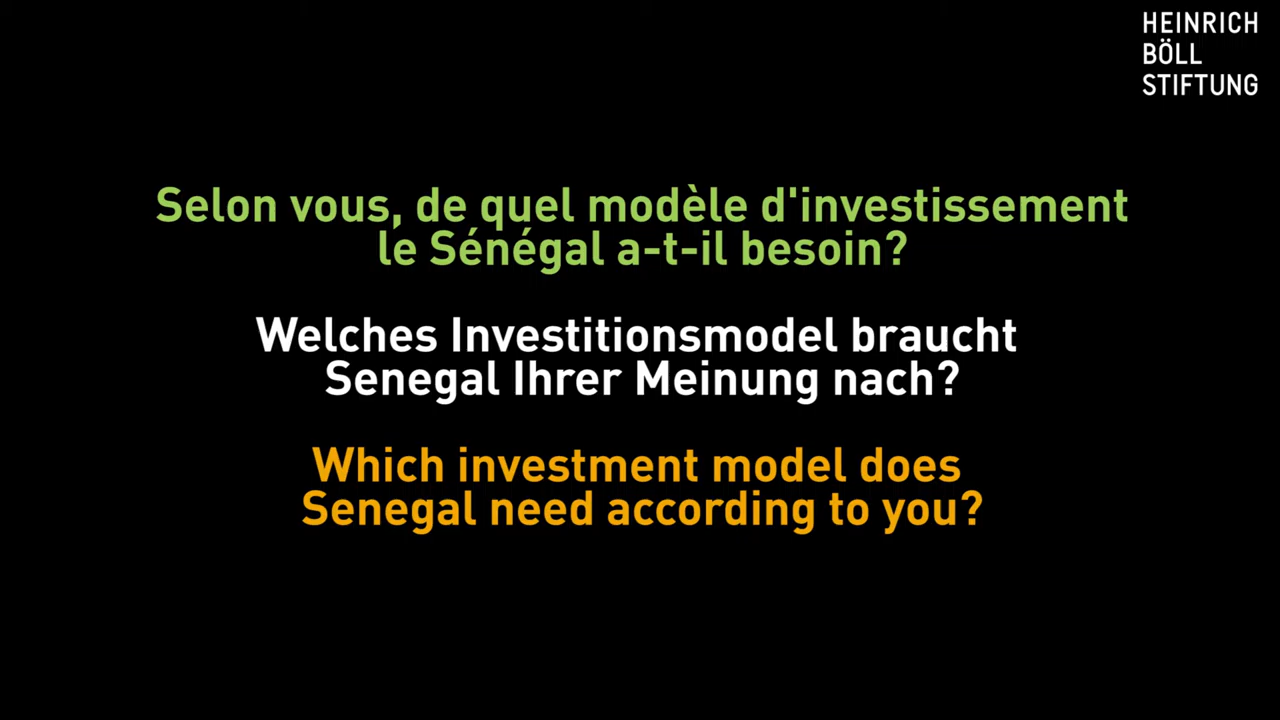 HEINRICH
BÖLL
STIFTUNG
Selon vous, de quel modèle d'investissement
le Sénégal a-t-il besoin?
Welches Investitionsmodel braucht
Senegal Ihrer Meinung nach?
Which investment model does
Senegal need according to you?